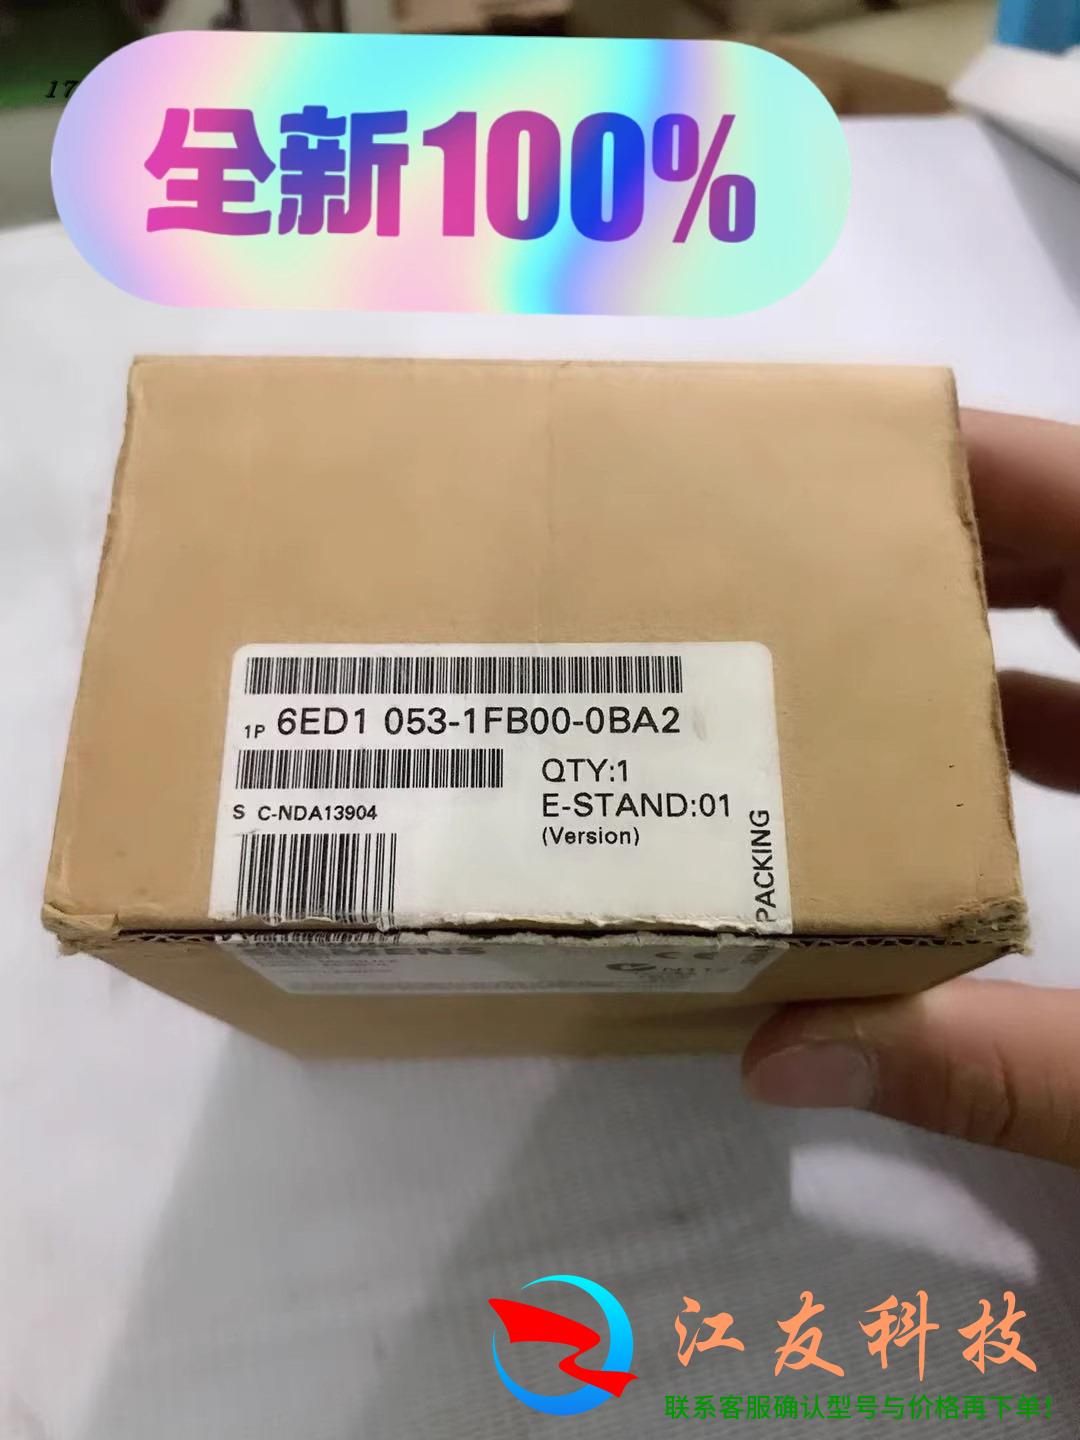 17
全新100%
1P 6ED1 053-1FB00-0BA2
QTY:1
S C-NDA13904
E-STAND:01
(Version)
PACKING
江友科技
联系客服确认型号与价格再下单!